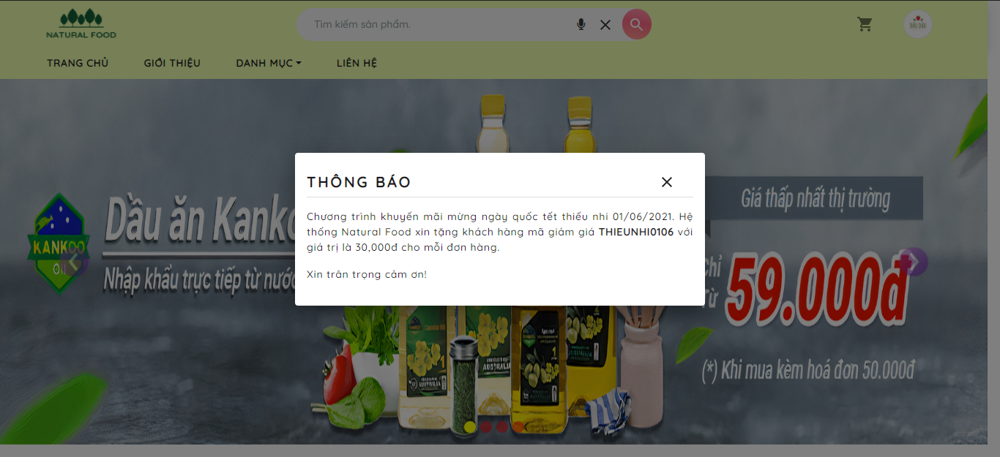 NATURAL FOOD
Tìm kiếm sản phẩm.
DẦU DẦU
TRANG CHỦ
GIỚI THIỆU
DANH MỤC
LIÊN HỆ
THÔNG BÁO
Chương trình khuyến mãi mừng ngày quốc tết thiếu nhi 01/06/2021. Hệ
thống Natural Food xin tặng khách hàng mã giảm giá THIEUNHI0106 với
giá trị là 30,000đ cho mỗi đơn hàng.
Xin trân trọng cảm ơn!
Dầu ăn Kanko
KANKOO
Oil
Nhập khẩu trực tiếp từ nước
Giá thấp nhất thị trường
Chỉ
Từ
59.000đ
(*) Khi mua kèm hoá đơn 50.000đ
AUSTRALIA